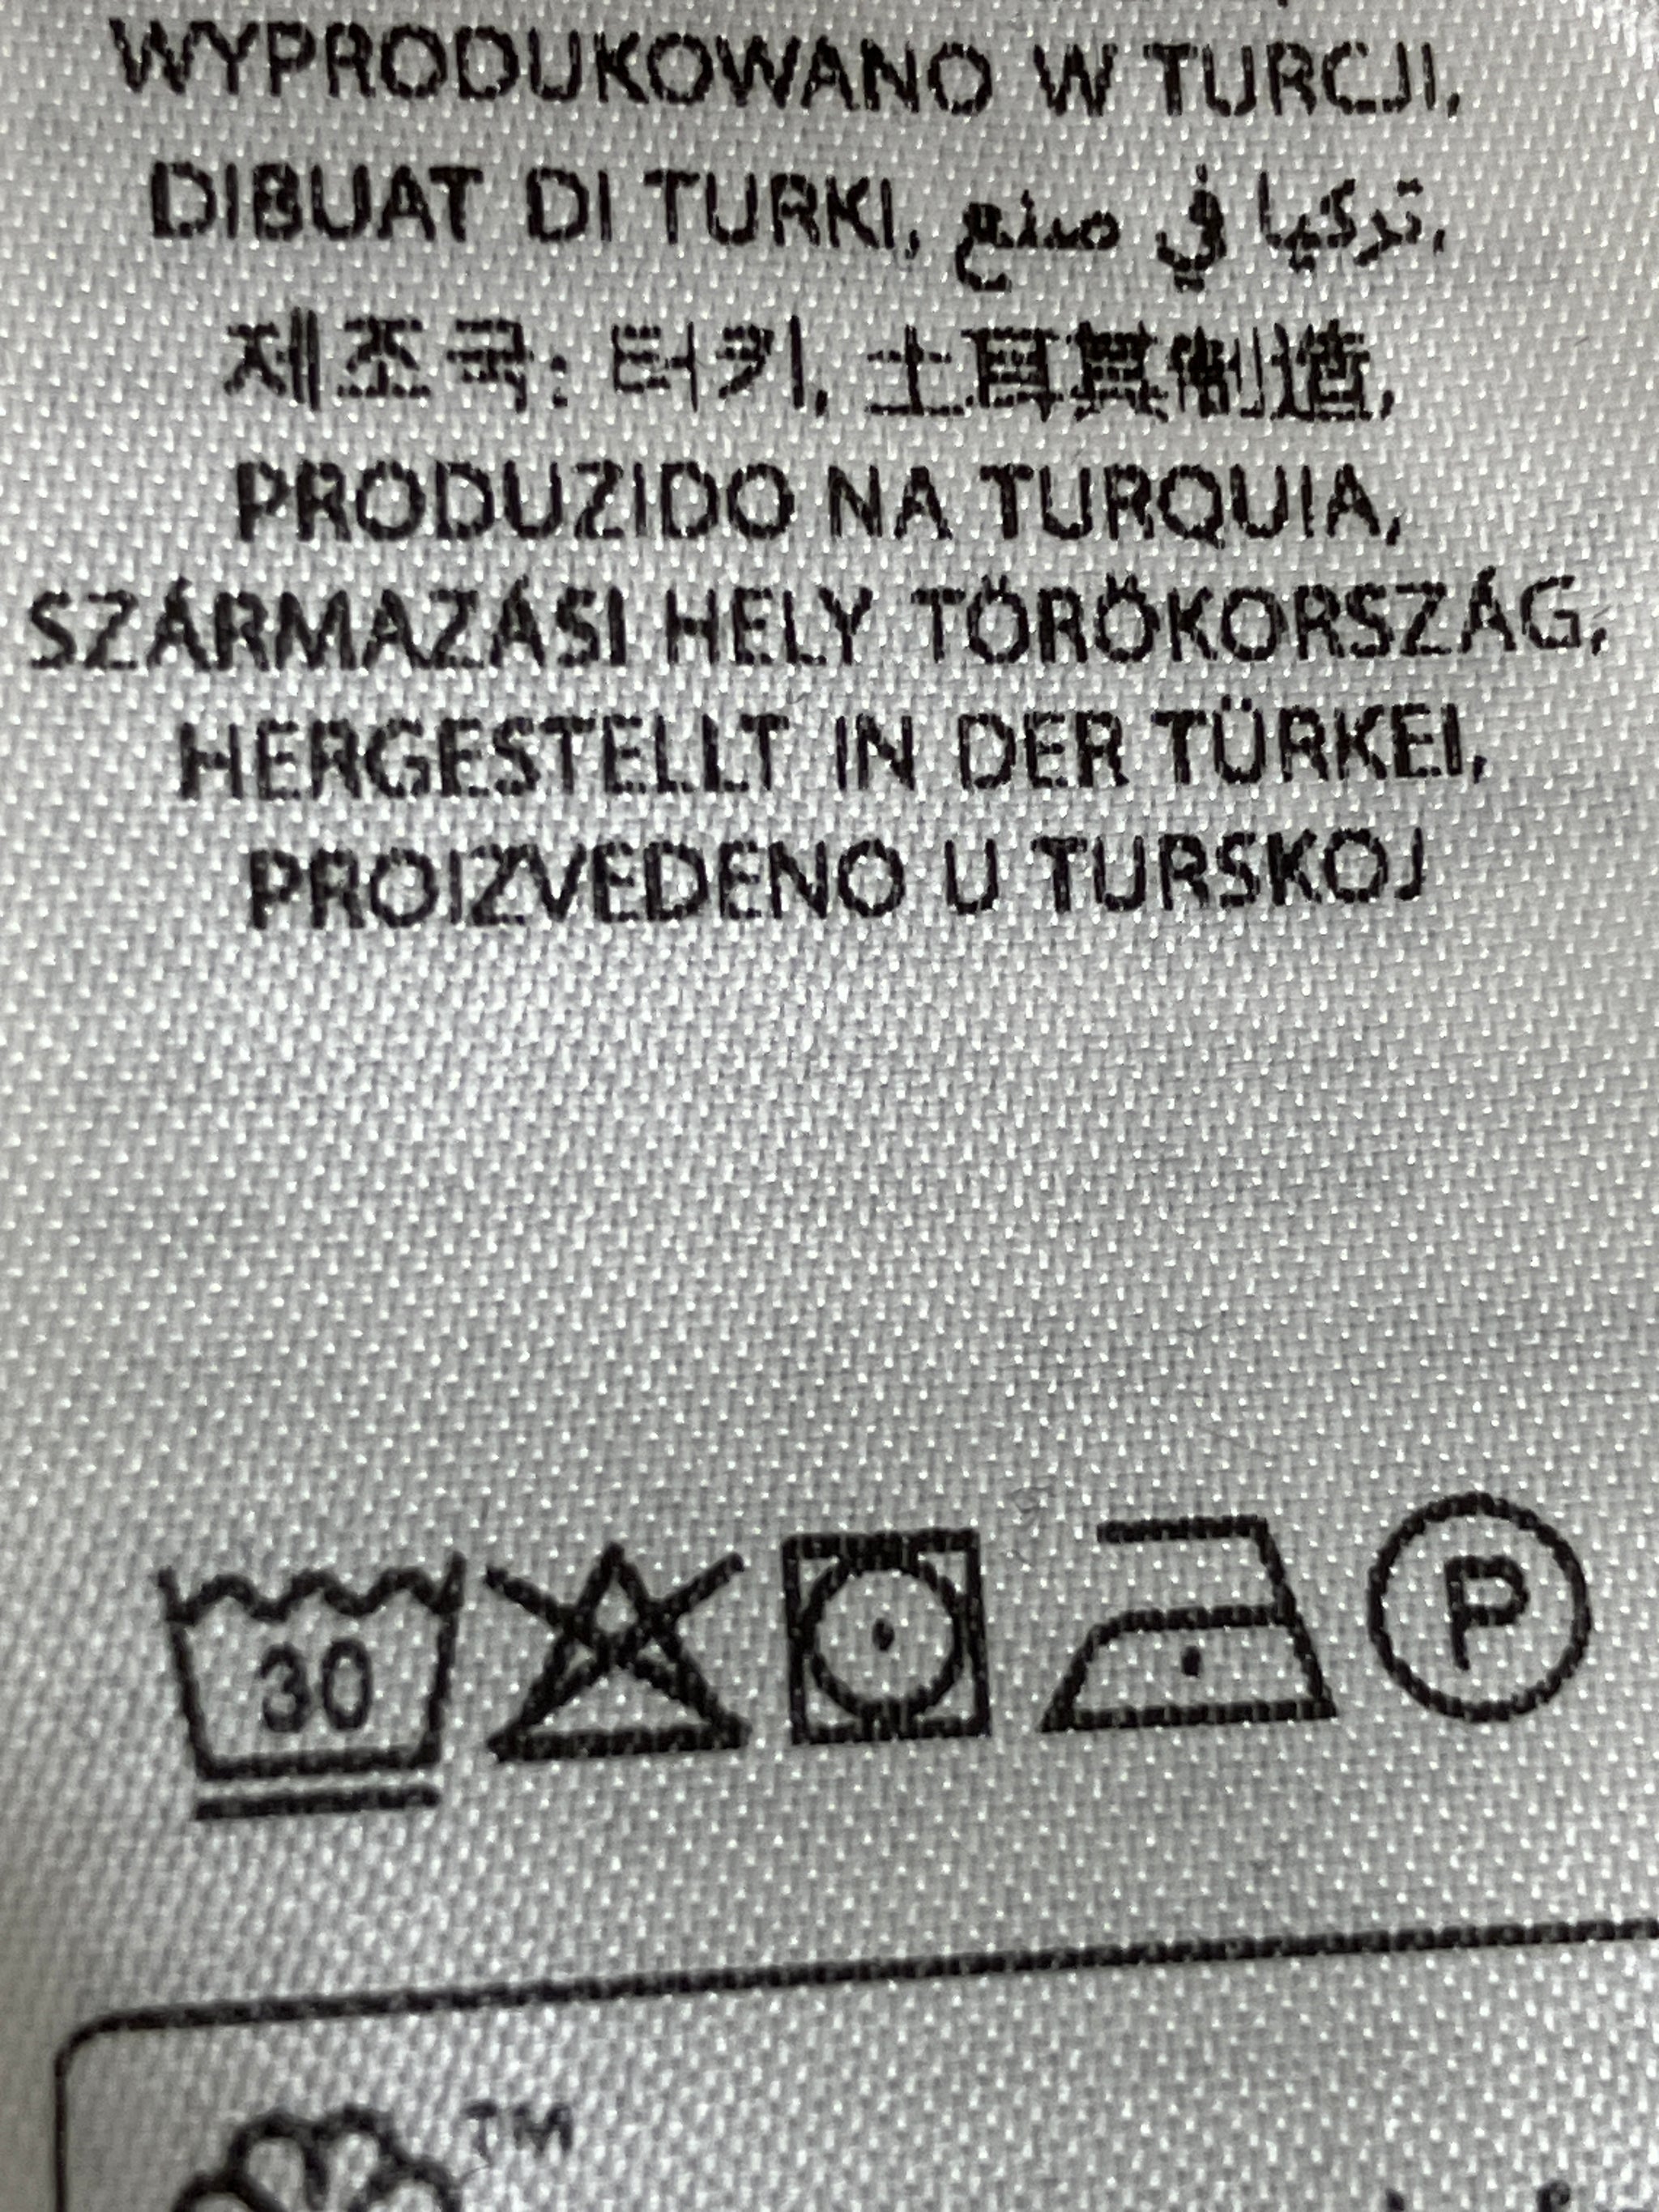 WYPRODUKOWANO W TURCJI,
DIBUAT DI TURKI, صنع في تركيا,
제조국: 터키, 土耳其制造,
PRODUZIDO NA TURQUIA,
SZÁRMAZÁSI HELY TÖRÖKORSZÁG,
HERGESTELLT IN DER TÜRKEI,
PROIZVEDENO U TURSKOJ
30
P
TM